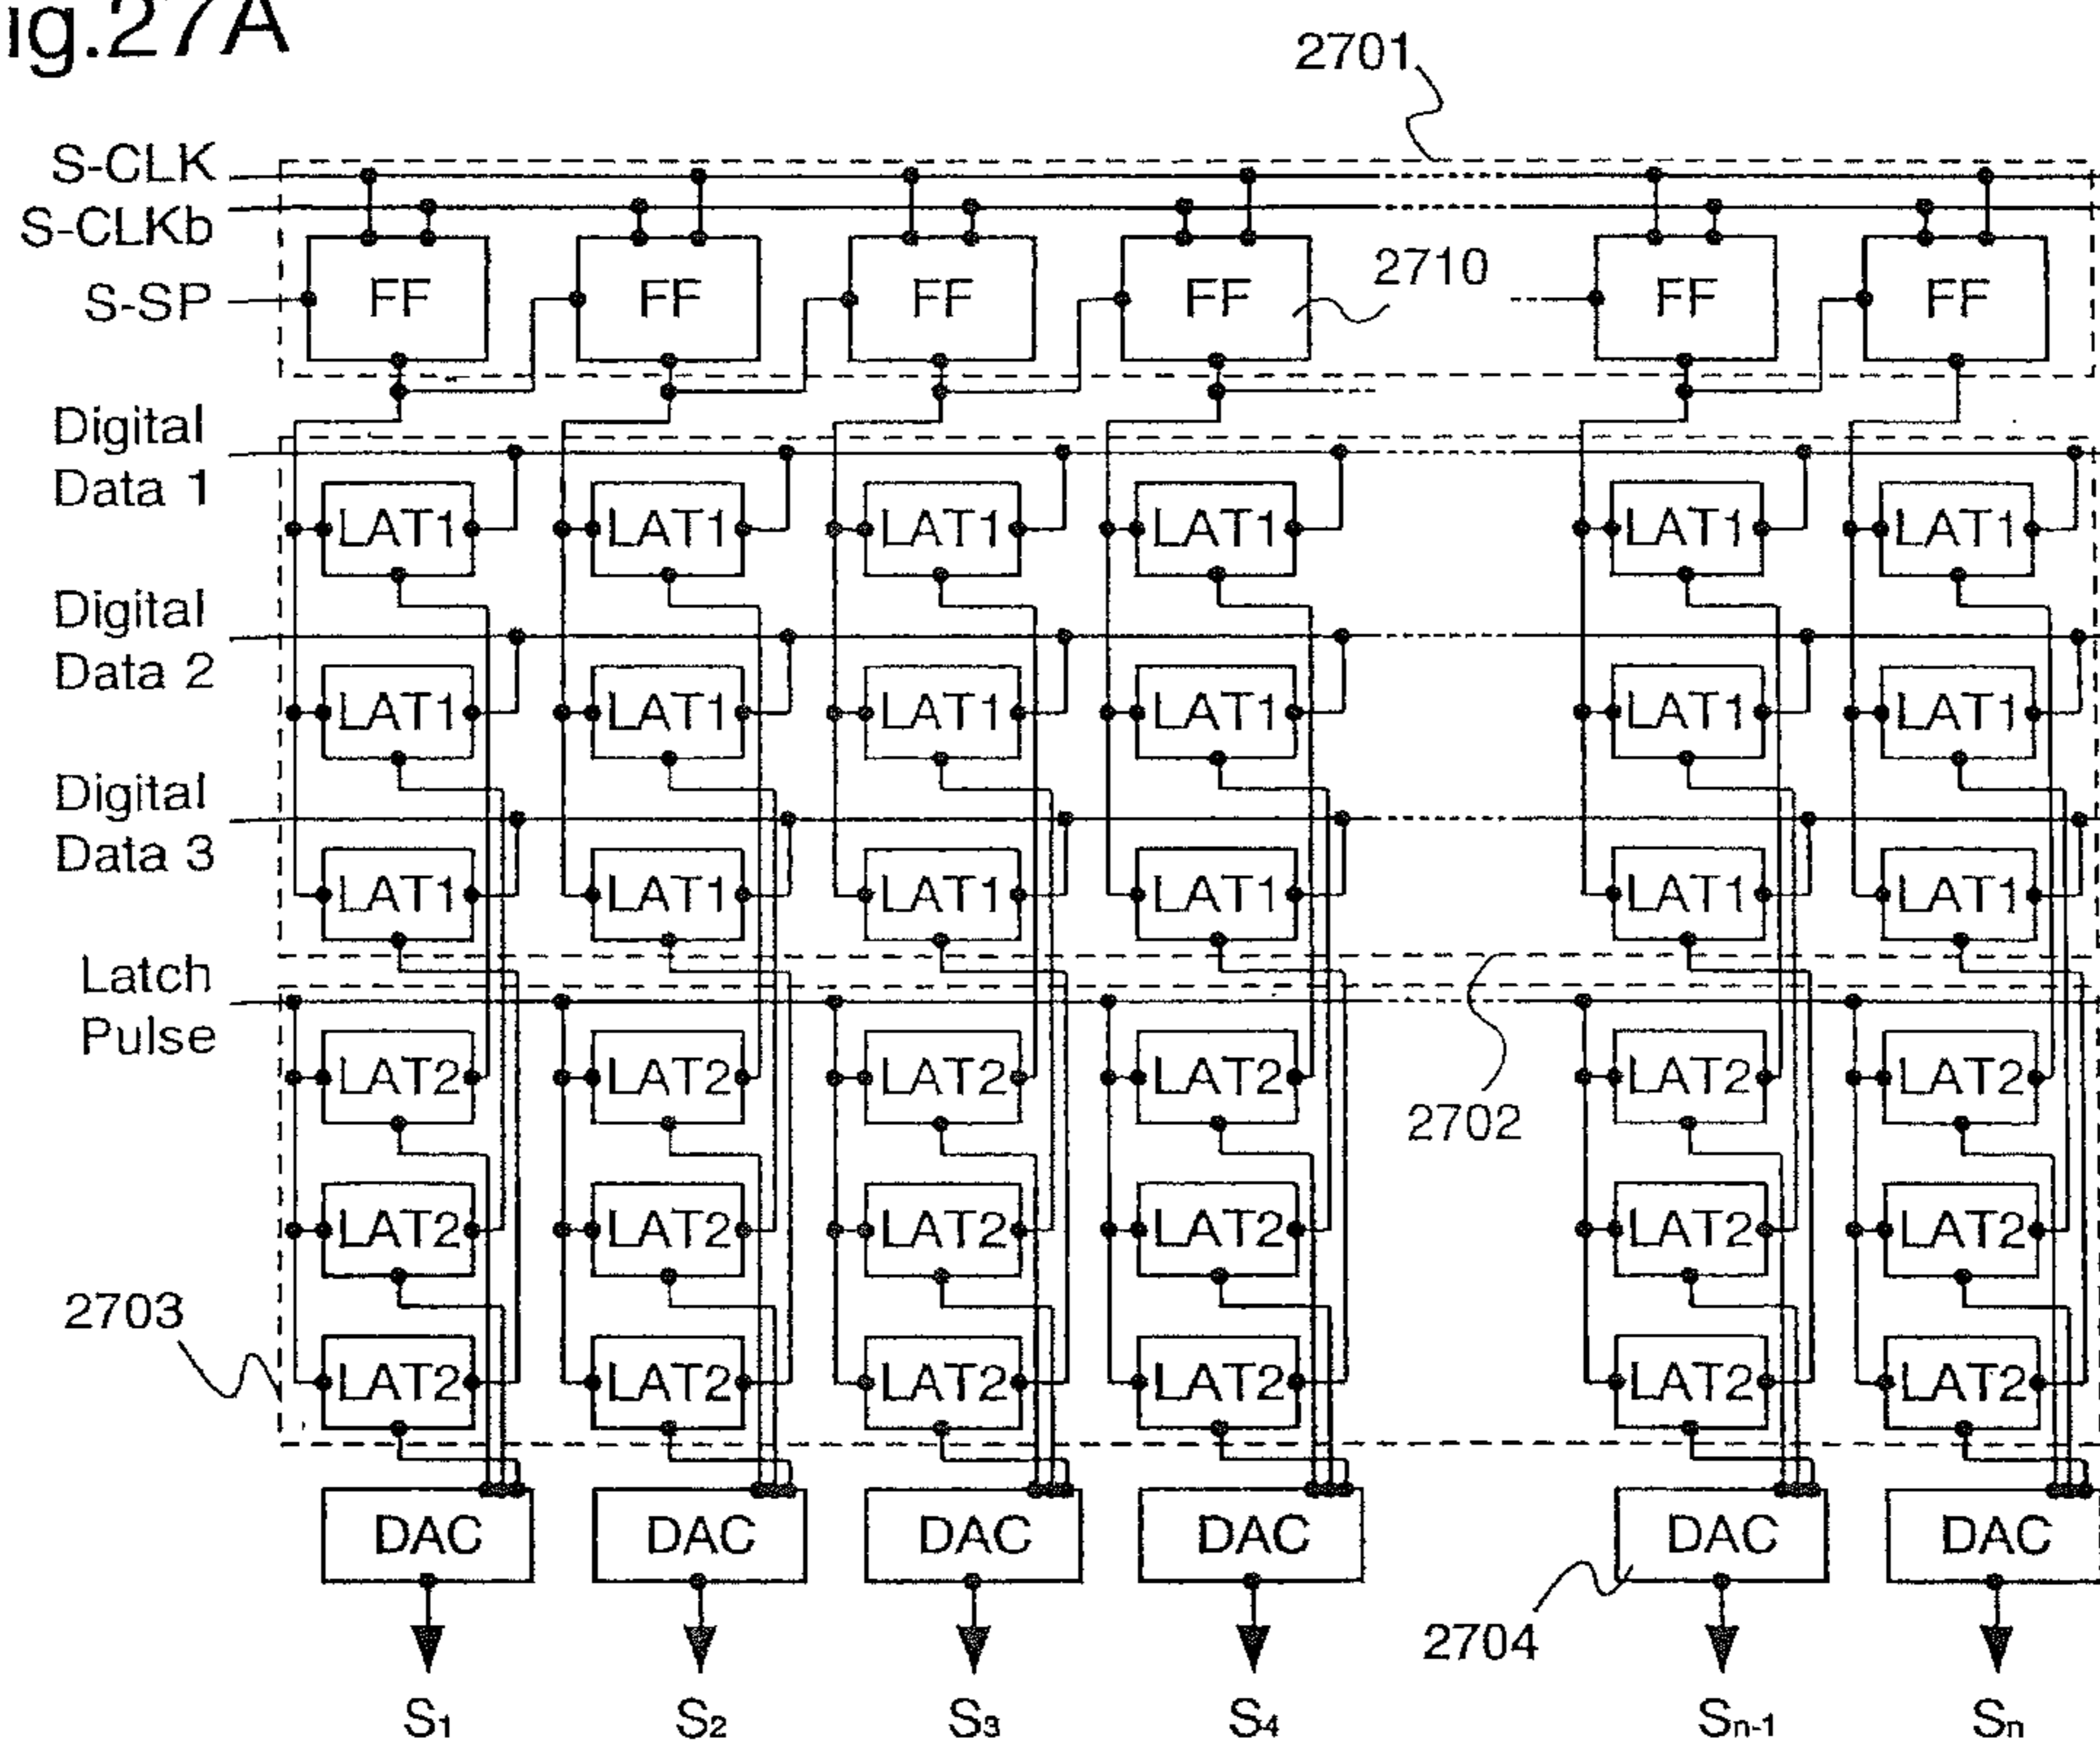 ig.27A
2701
S-CLK
S-CLKb
S-SP
FF FF FF FF 2710 FF FF
Digital
Data 1
LAT1 LAT1 LAT1 LAT1 LAT1 LAT1
Digital
Data 2
LAT1 LAT1 LAT1 LAT1 LAT1 LAT1
Digital
Data 3
LAT1 LAT1 LAT1 LAT1 LAT1 LAT1
Latch
Pulse
LAT2 LAT2 LAT2 LAT2 LAT2 LAT2
2702
LAT2 LAT2 LAT2 LAT2 LAT2 LAT2
2703
LAT2 LAT2 LAT2 LAT2 LAT2 LAT2
DAC DAC DAC DAC DAC DAC
2704
S1 S2 S3 S4 Sn-1 Sn